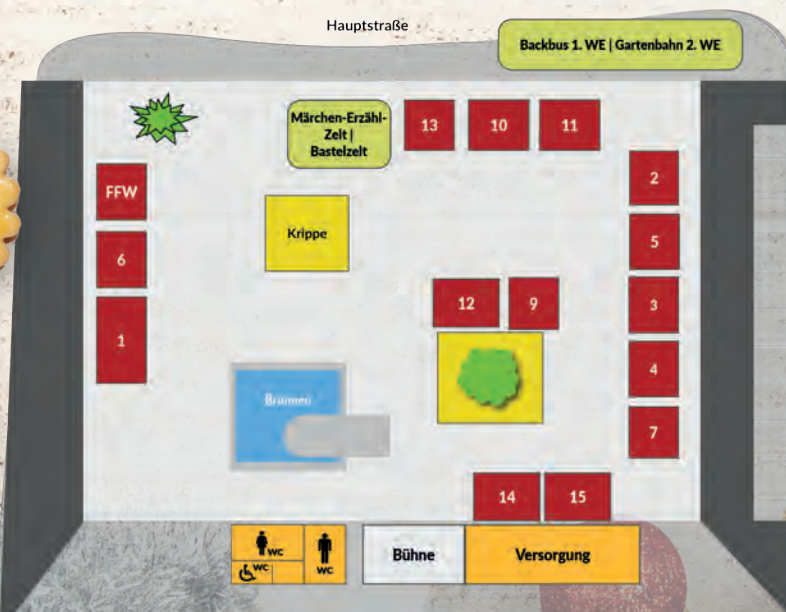 Hauptstraße
Backbus 1. WE | Gartenbahn 2. WE
Märchen-Erzähl-
Zelt |
Bastelzelt
13
10
11
2
FFW
6
1
Krippe
5
12
9
3
4
7
Brunnen
14
15
WC
WC
WC
Bühne
Versorgung